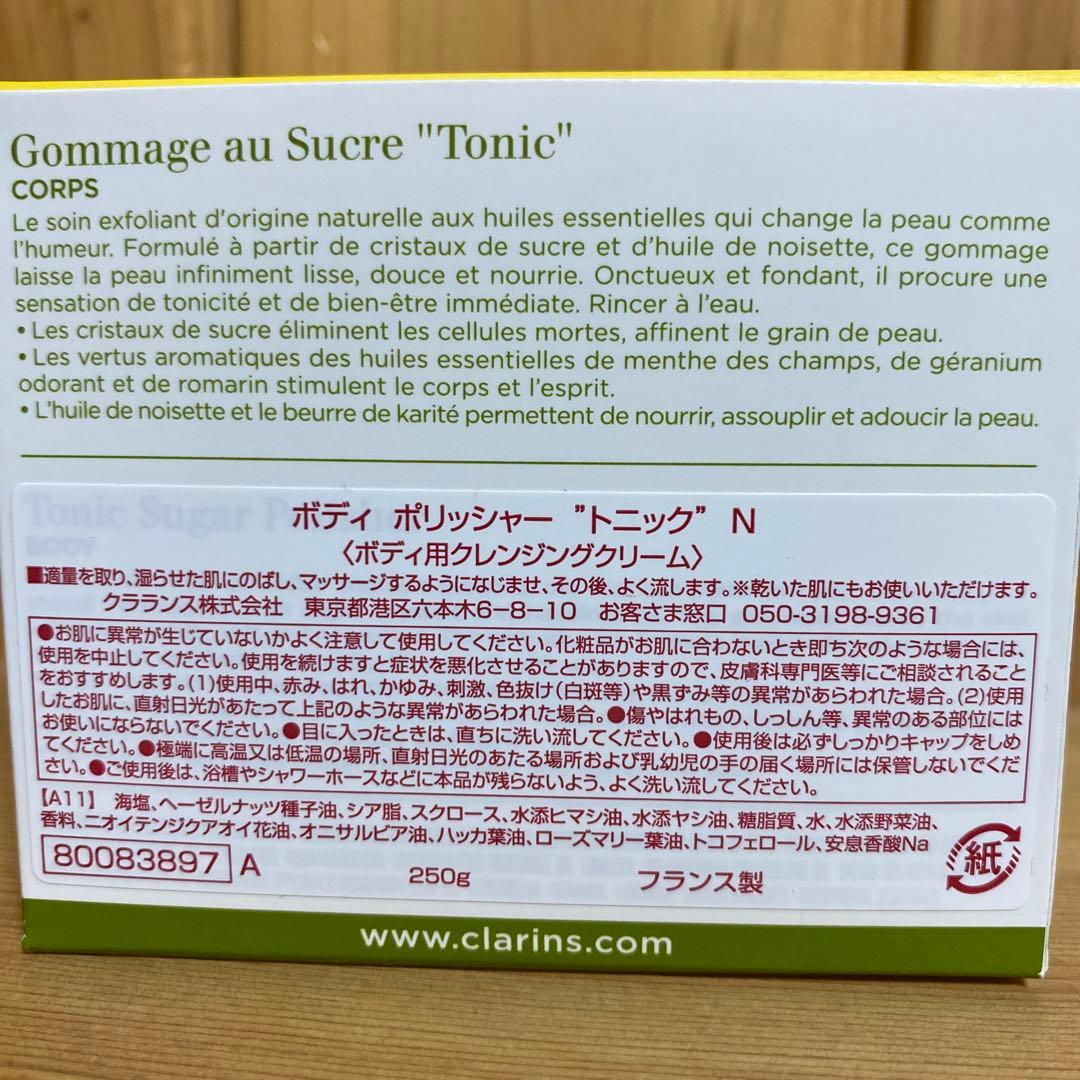 Gommage au Sucre "Tonic"
CORPS
Le soin exfoliant d'origine naturelle aux huiles essentielles qui change la peau comme
l'humeur. Formulé à partir de cristaux de sucre et d'huile de noisette, ce gommage
laisse la peau infiniment lisse, douce et nourrie. Onctueux et fondant, il procure une
sensation de tonicité et de bien-être immédiate. Rincer à l'eau.
• Les cristaux de sucre éliminent les cellules mortes, affinent le grain de peau.
• Les vertus aromatiques des huiles essentielles de menthe des champs, de géranium
odorant et de romarin stimulent le corps et l'esprit.
• L'huile de noisette et le beurre de karité permettent de nourrir, assouplir et adoucir la peau.
Tonic Sugar
BODY
ボディ ポリッシャー "トニック" N
〈ボディ用クレンジングクリーム〉
■適量を取り、湿らせた肌にのばし、マッサージするようになじませ、その後、よく流します。※乾いた肌にもお使いいただけます。
クラランス株式会社 東京都港区六本木6-8-10 お客さま窓口 050-3198-9361
●お肌に異常が生じていないかよく注意して使用してください。化粧品がお肌に合わないとき即ち次のような場合には、
使用を中止してください。使用を続けますと症状を悪化させることがありますので、皮膚科専門医等にご相談されること
をおすすめします。(1)使用中、赤み、はれ、かゆみ、刺激、色抜け(白斑等)や黒ずみ等の異常があらわれた場合。(2)使用
したお肌に、直射日光があたって上記のような異常があらわれた場合。●傷やはれもの、しっしん等、異常のある部位には
お使いにならないでください。●目に入ったときは、直ちに洗い流してください。●使用後は必ずしっかりキャップをしめ
てください。●極端に高温又は低温の場所、直射日光のあたる場所および乳幼児の手の届く場所には保管しないでくだ
さい。●ご使用後は、浴槽やシャワーホースなどに本品が残らないよう、よく洗い流してください。
【A11】 海塩、ヘーゼルナッツ種子油、シア脂、スクロース、水添ヒマシ油、水添ヤシ油、糖脂質、水、水添野菜油、
香料、ニオイテンジクアオイ花油、オニサルビア油、ハッカ葉油、ローズマリー葉油、トコフェロール、安息香酸Na
80083897 A 250g フランス製 紙
www.clarins.com